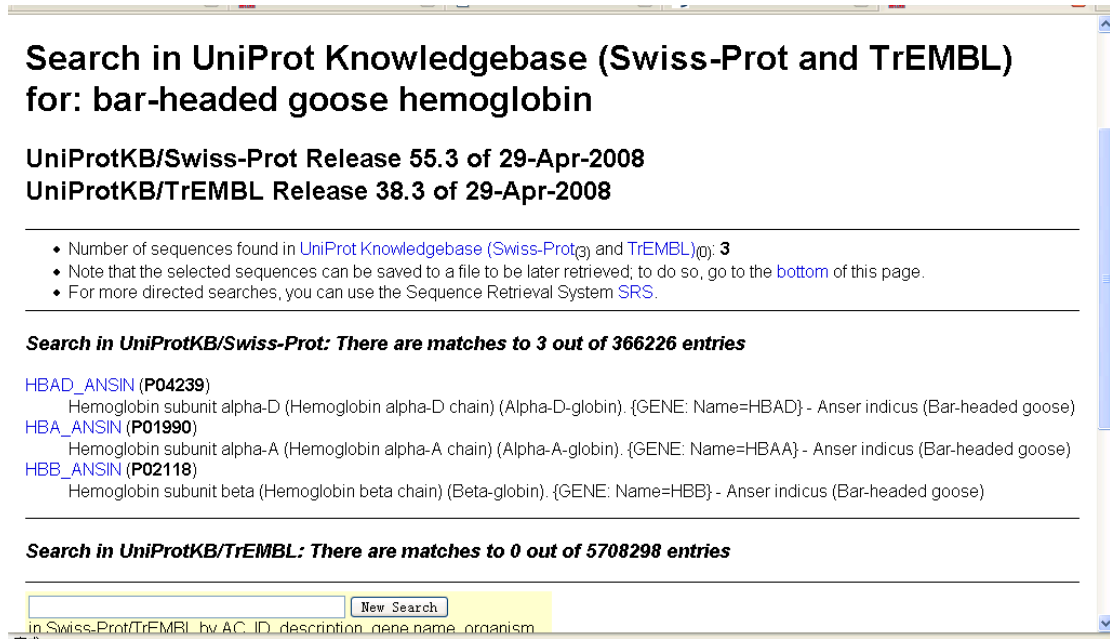 Search in UniProt Knowledgebase (Swiss-Prot and TrEMBL)
for: bar-headed goose hemoglobin
UniProtKB/Swiss-Prot Release 55.3 of 29-Apr-2008
UniProtKB/TrEMBL Release 38.3 of 29-Apr-2008
• Number of sequences found in UniProt Knowledgebase (Swiss-Prot(3) and TrEMBL)(0): 3
• Note that the selected sequences can be saved to a file to be later retrieved; to do so, go to the bottom of this page.
• For more directed searches, you can use the Sequence Retrieval System SRS.
Search in UniProtKB/Swiss-Prot: There are matches to 3 out of 366226 entries
HBAD_ANSIN (P04239)
Hemoglobin subunit alpha-D (Hemoglobin alpha-D chain) (Alpha-D-globin). {GENE: Name=HBAD} - Anser indicus (Bar-headed goose)
HBA_ANSIN (P01990)
Hemoglobin subunit alpha-A (Hemoglobin alpha-A chain) (Alpha-A-globin). {GENE: Name=HBAA} - Anser indicus (Bar-headed goose)
HBB_ANSIN (P02118)
Hemoglobin subunit beta (Hemoglobin beta chain) (Beta-globin). {GENE: Name=HBB} - Anser indicus (Bar-headed goose)
Search in UniProtKB/TrEMBL: There are matches to 0 out of 5708298 entries
New Search
in Swiss-Prot/TrEMBL by AC, ID, description, gene name, organism